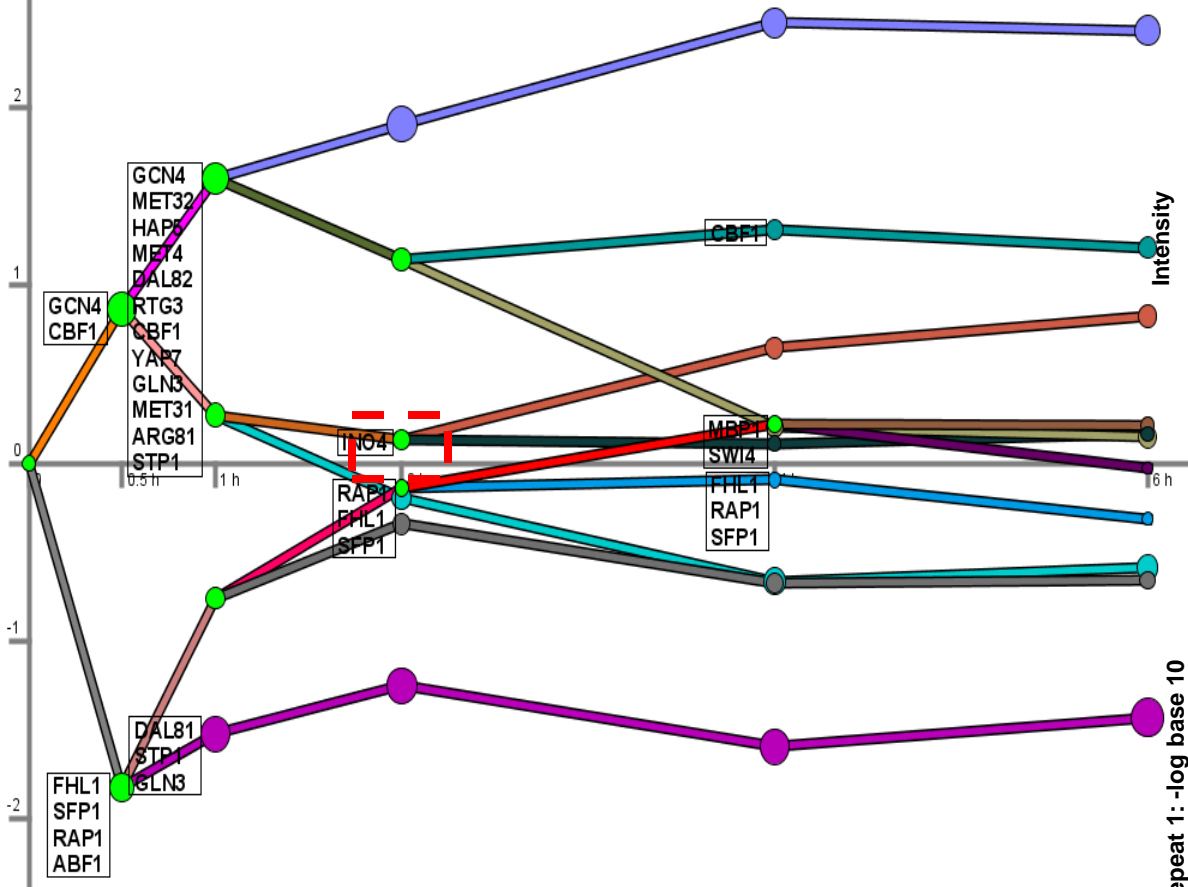 2
1
0
-1
-2
GCN4
CBF1
GCN4
MET32
HAP5
MET4
DAL82
RTG3
CBF1
YAP7
GLN3
MET31
ARG81
STP1
0.5 h
1 h
INO4
RAP1
FHL1
SFP1
CBF1
MBP1
SWI4
FHL1
RAP1
SFP1
6 h
DAL81
STP1
GLN3
FHL1
SFP1
RAP1
ABF1
Intensity
epeat 1: -log base 10